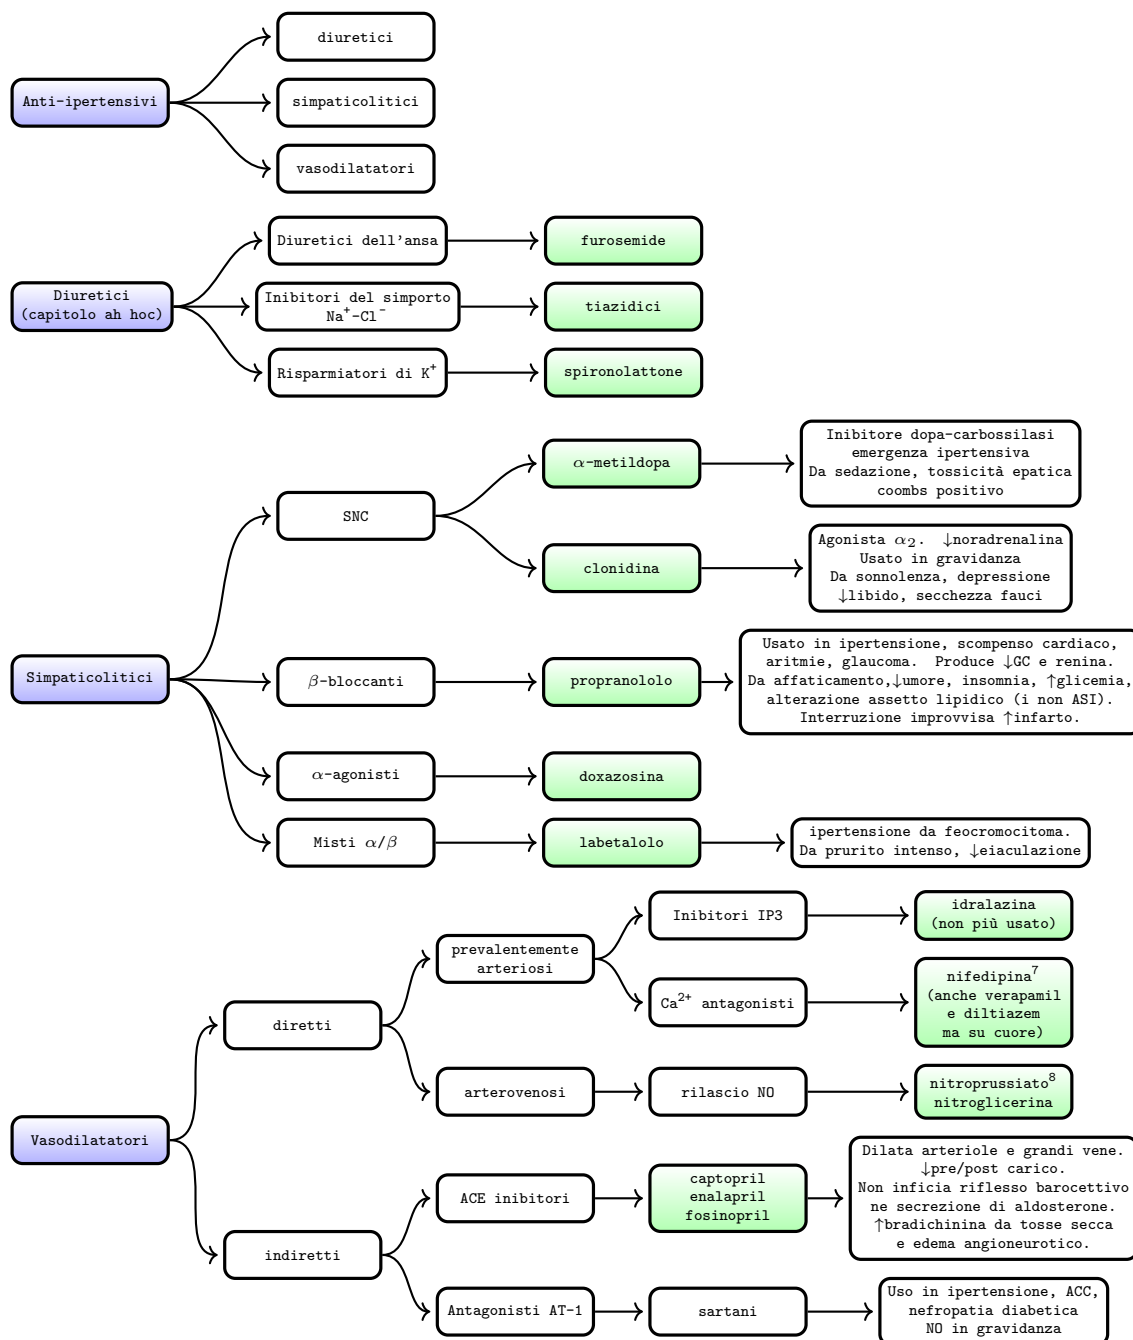 diuretici
Anti-ipertensivi
simpaticolitici
vasodilatatori
Diuretici dell'ansa
furosemide
Diuretici
(capitolo ah hoc)
Inibitori del simporto
Na⁺-Cl⁻
tiazidici
Risparmiatori di K⁺
spironolattone
Simpaticolitici
SNC
α-metildopa
Inibitore dopa-carbossilasi
emergenza ipertensiva
Da sedazione, tossicità epatica
coombs positivo
clonidina
Agonista α₂. ↓noradrenalina
Usato in gravidanza
Da sonnolenza, depressione
↓libido, secchezza fauci
β-bloccanti
propranololo
Usato in ipertensione, scompenso cardiaco,
aritmie, glaucoma. Produce ↓GC e renina.
Da affaticamento,↓umore, insomnia, ↑glicemia,
alterazione assetto lipidico (i non ASI).
Interruzione improvvisa ↑infarto.
α-agonisti
doxazosina
Misti α/β
labetalolo
ipertensione da feocromocitoma.
Da prurito intenso, ↓eiaculazione
Vasodilatatori
diretti
prevalentemente
arteriosi
Inibitori IP3
idralazina
(non più usato)
Ca²⁺ antagonisti
nifedipina⁷
(anche verapamil
e diltiazem
ma su cuore)
arterovenosi
rilascio NO
nitroprussiato⁸
nitroglicerina
indiretti
ACE inibitori
captopril
enalapril
fosinopril
Dilata arteriole e grandi vene.
↓pre/post carico.
Non inficia riflesso barocettivo
ne secrezione di aldosterone.
↑bradichinina da tosse secca
e edema angioneurotico.
Antagonisti AT-1
sartani
Uso in ipertensione, ACC,
nefropatia diabetica
NO in gravidanza